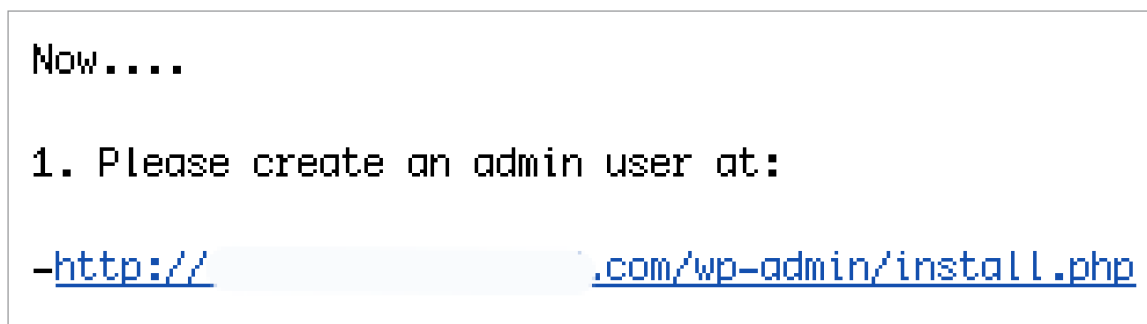 Now....
1. Please create an admin user at:
-http:// .com/wp-admin/install.php